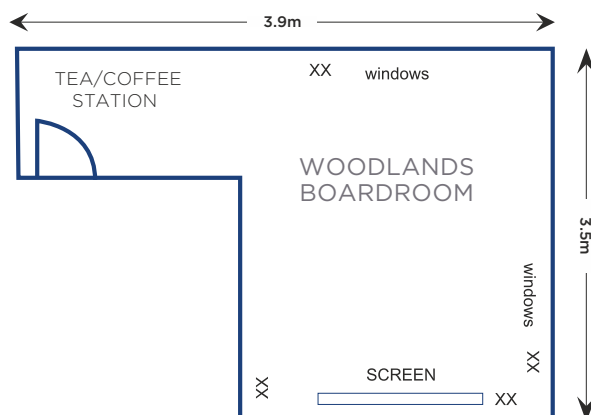 3.9m
XX windows
TEA/COFFEE
STATION
WOODLANDS
BOARDROOM
3.5m
windows
XX
SCREEN
XX
XX